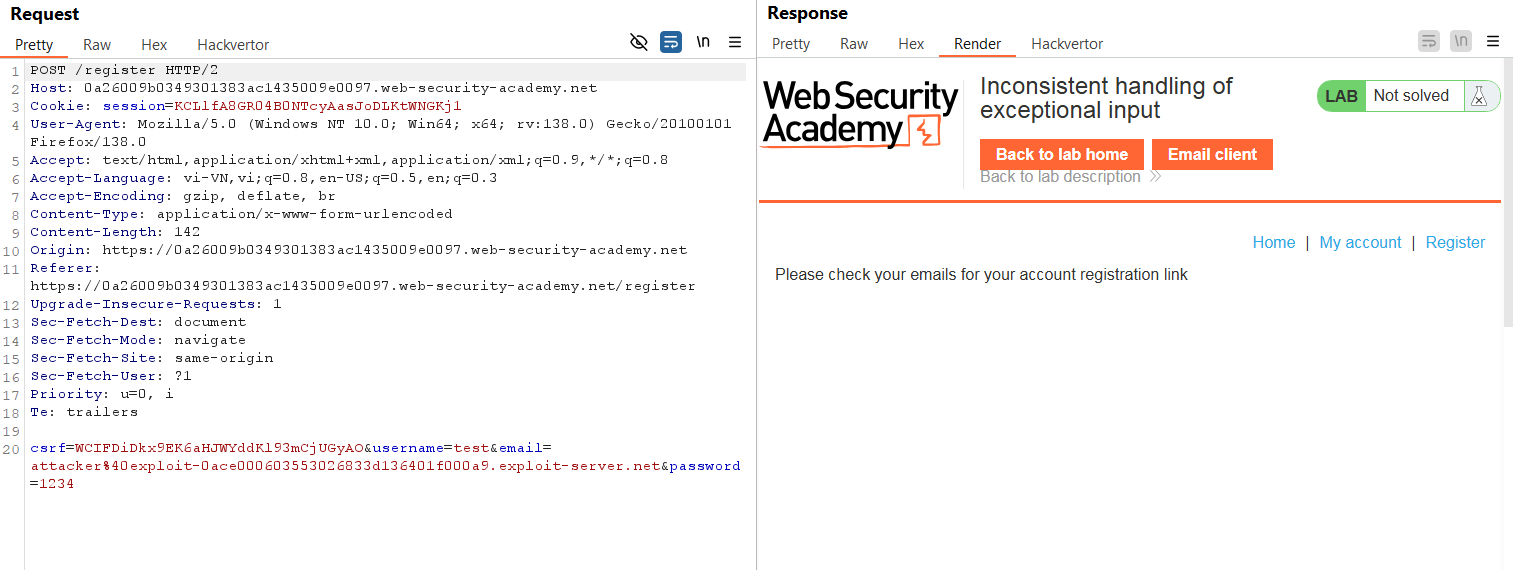 Request
Pretty Raw Hex Hackvertor \n
1 POST /register HTTP/2
2 Host: 0a26009b0349301383ac1435009e0097.web-security-academy.net
3 Cookie: session=KCLlfA8GR04B0NTcyAasJoDLKtWNGKj1
4 User-Agent: Mozilla/5.0 (Windows NT 10.0; Win64; x64; rv:138.0) Gecko/20100101
Firefox/138.0
5 Accept: text/html,application/xhtml+xml,application/xml;q=0.9,*/*;q=0.8
6 Accept-Language: vi-VN,vi;q=0.8,en-US;q=0.5,en;q=0.3
7 Accept-Encoding: gzip, deflate, br
8 Content-Type: application/x-www-form-urlencoded
9 Content-Length: 142
10 Origin: https://0a26009b0349301383ac1435009e0097.web-security-academy.net
11 Referer:
https://0a26009b0349301383ac1435009e0097.web-security-academy.net/register
12 Upgrade-Insecure-Requests: 1
13 Sec-Fetch-Dest: document
14 Sec-Fetch-Mode: navigate
15 Sec-Fetch-Site: same-origin
16 Sec-Fetch-User: ?1
17 Priority: u=0, i
18 Te: trailers
19
20 csrf=WCIFDiDkx9EK6aHJWYddKl93mCjUGyAO&username=test&email=
attacker%40exploit-0ace000603553026833d136401f000a9.exploit-server.net&password
=1234
Response
Pretty Raw Hex Render Hackvertor \n
Web Security
Academy
Inconsistent handling of
exceptional input
LAB Not solved
Back to lab home Email client
Back to lab description
Home | My account | Register
Please check your emails for your account registration link